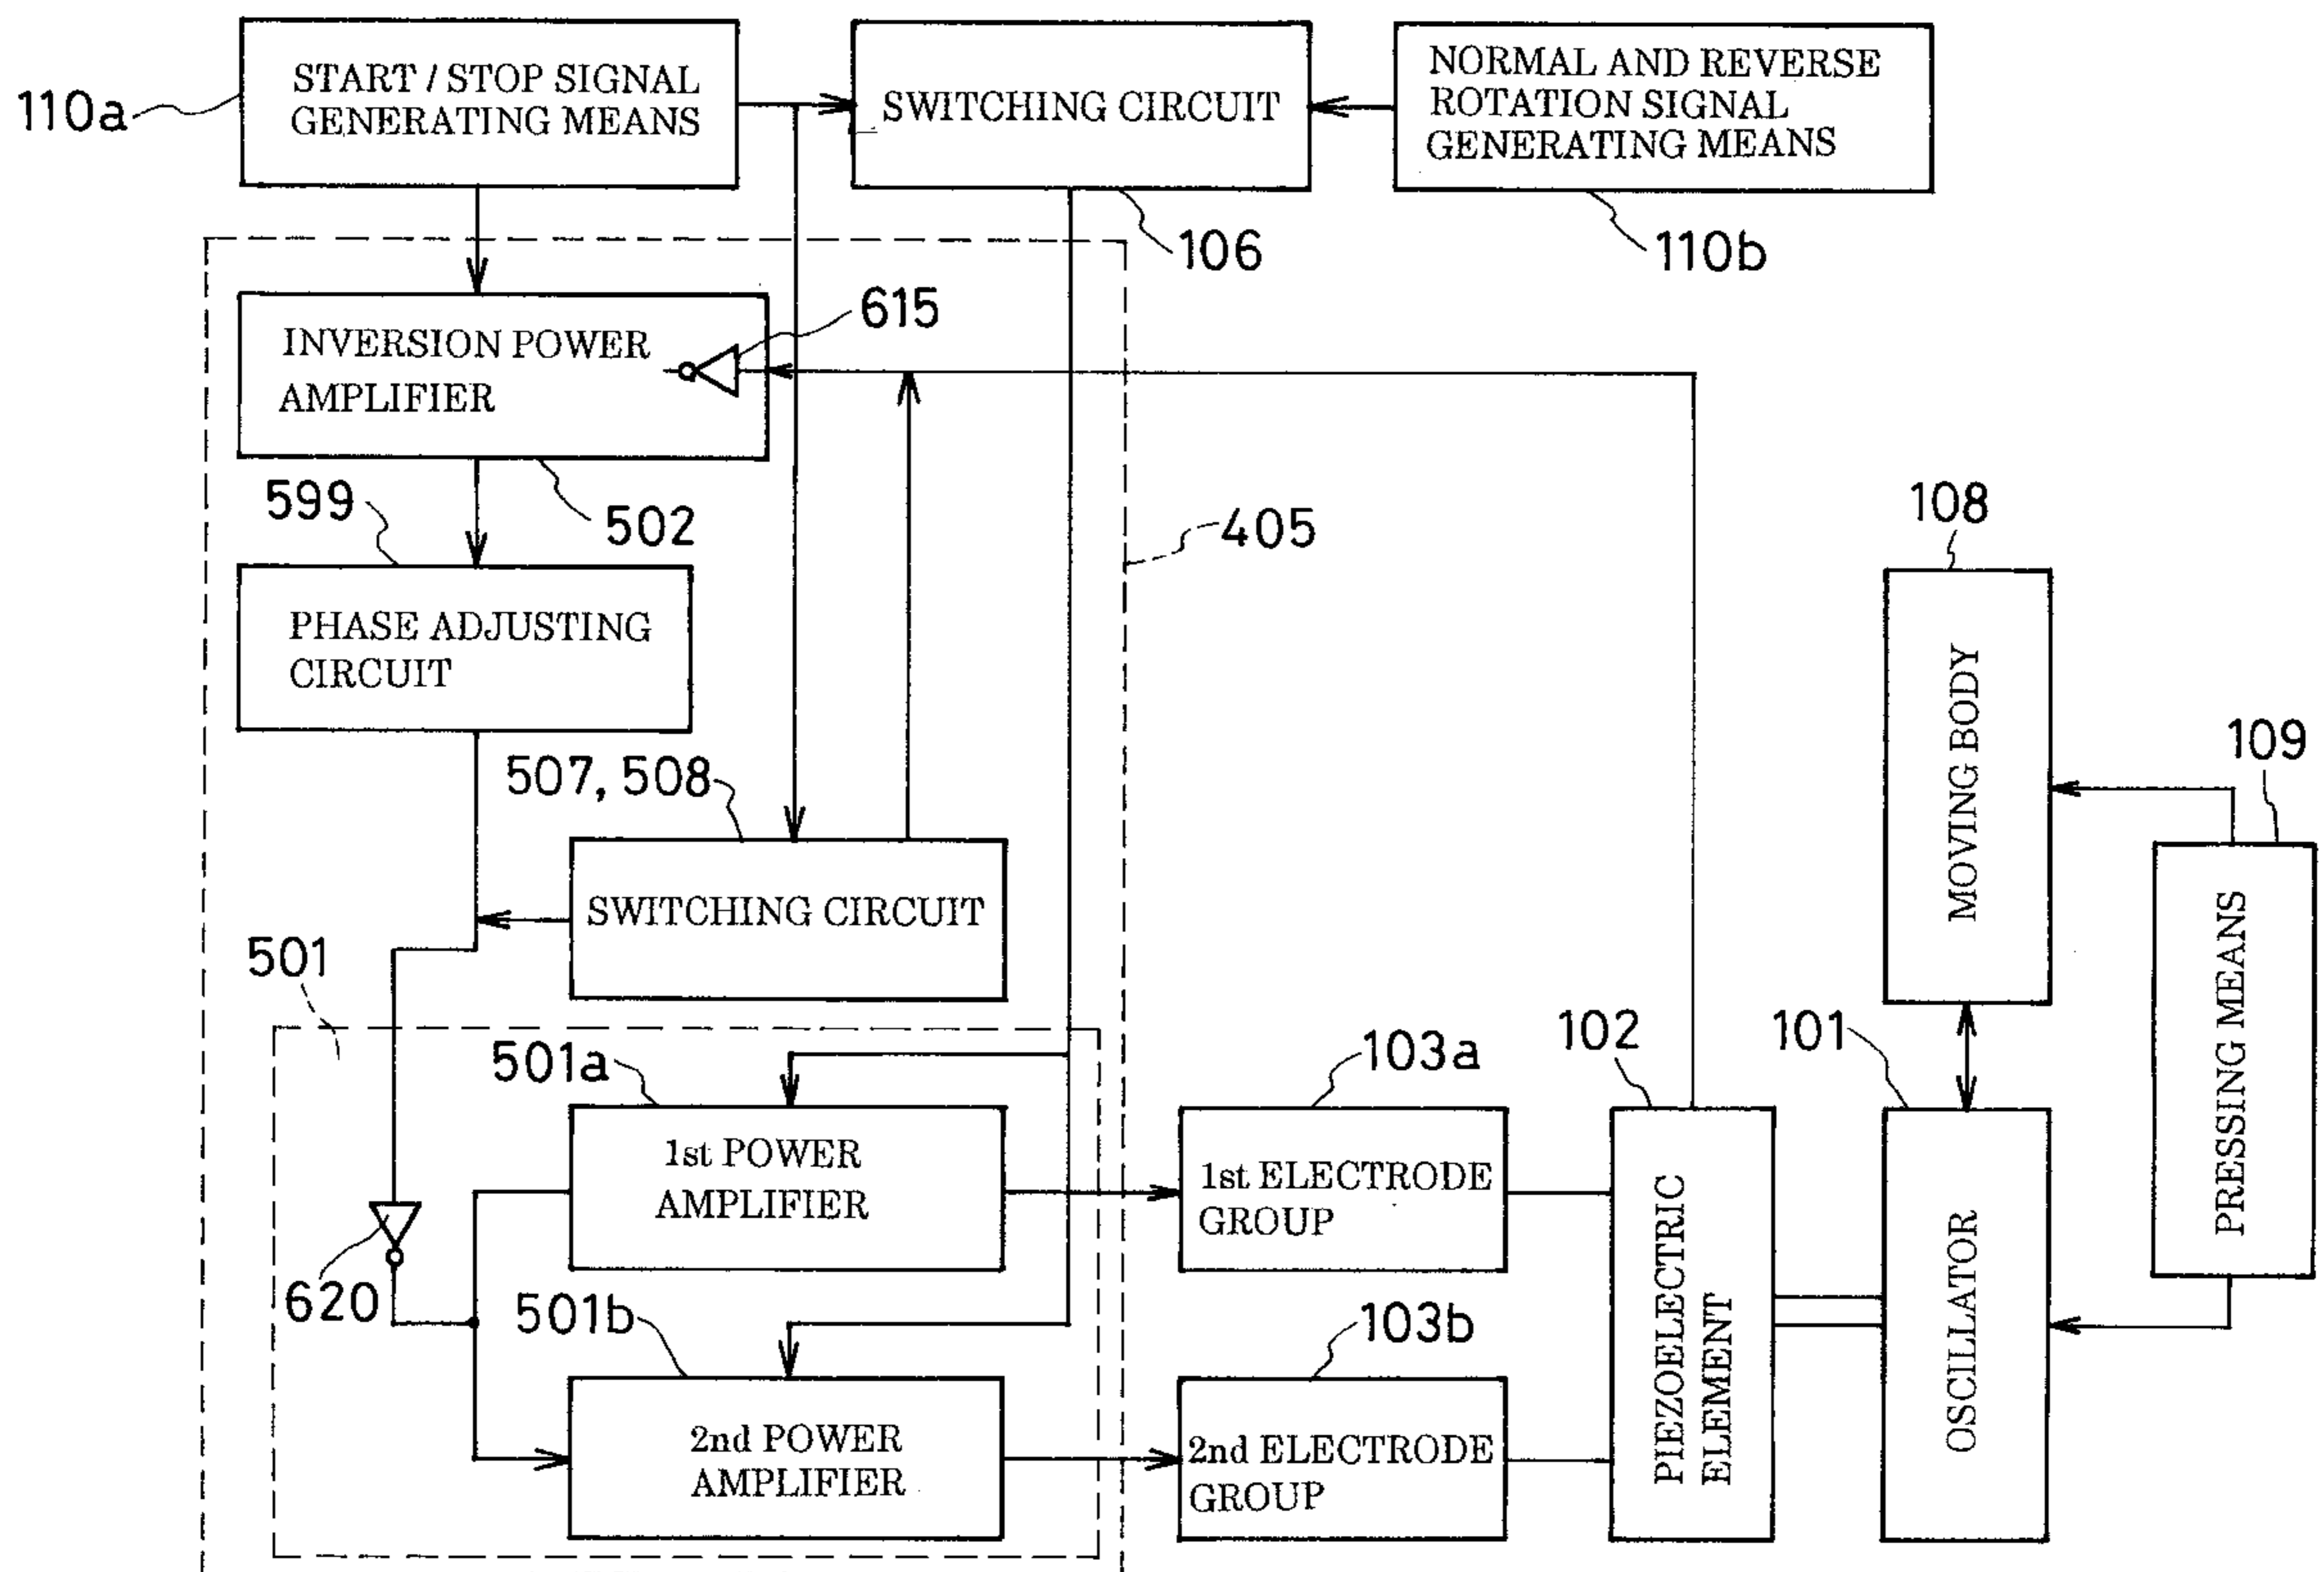 110a
START / STOP SIGNAL
GENERATING MEANS
SWITCHING CIRCUIT
NORMAL AND REVERSE
ROTATION SIGNAL
GENERATING MEANS
106
110b
615
INVERSION POWER
AMPLIFIER
599
502
405
108
PHASE ADJUSTING
CIRCUIT
MOVING BODY
109
507, 508
SWITCHING CIRCUIT
PRESSING MEANS
501
501a
103a
102
101
1st POWER
AMPLIFIER
1st ELECTRODE
GROUP
PIEZOELECTRIC
ELEMENT
OSCILLATOR
620
501b
103b
2nd POWER
AMPLIFIER
2nd ELECTRODE
GROUP